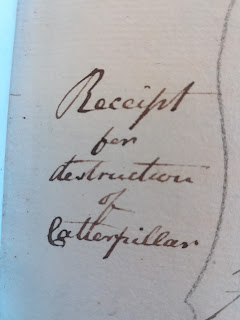 Receipt
for
destruction
of
Catterpillar